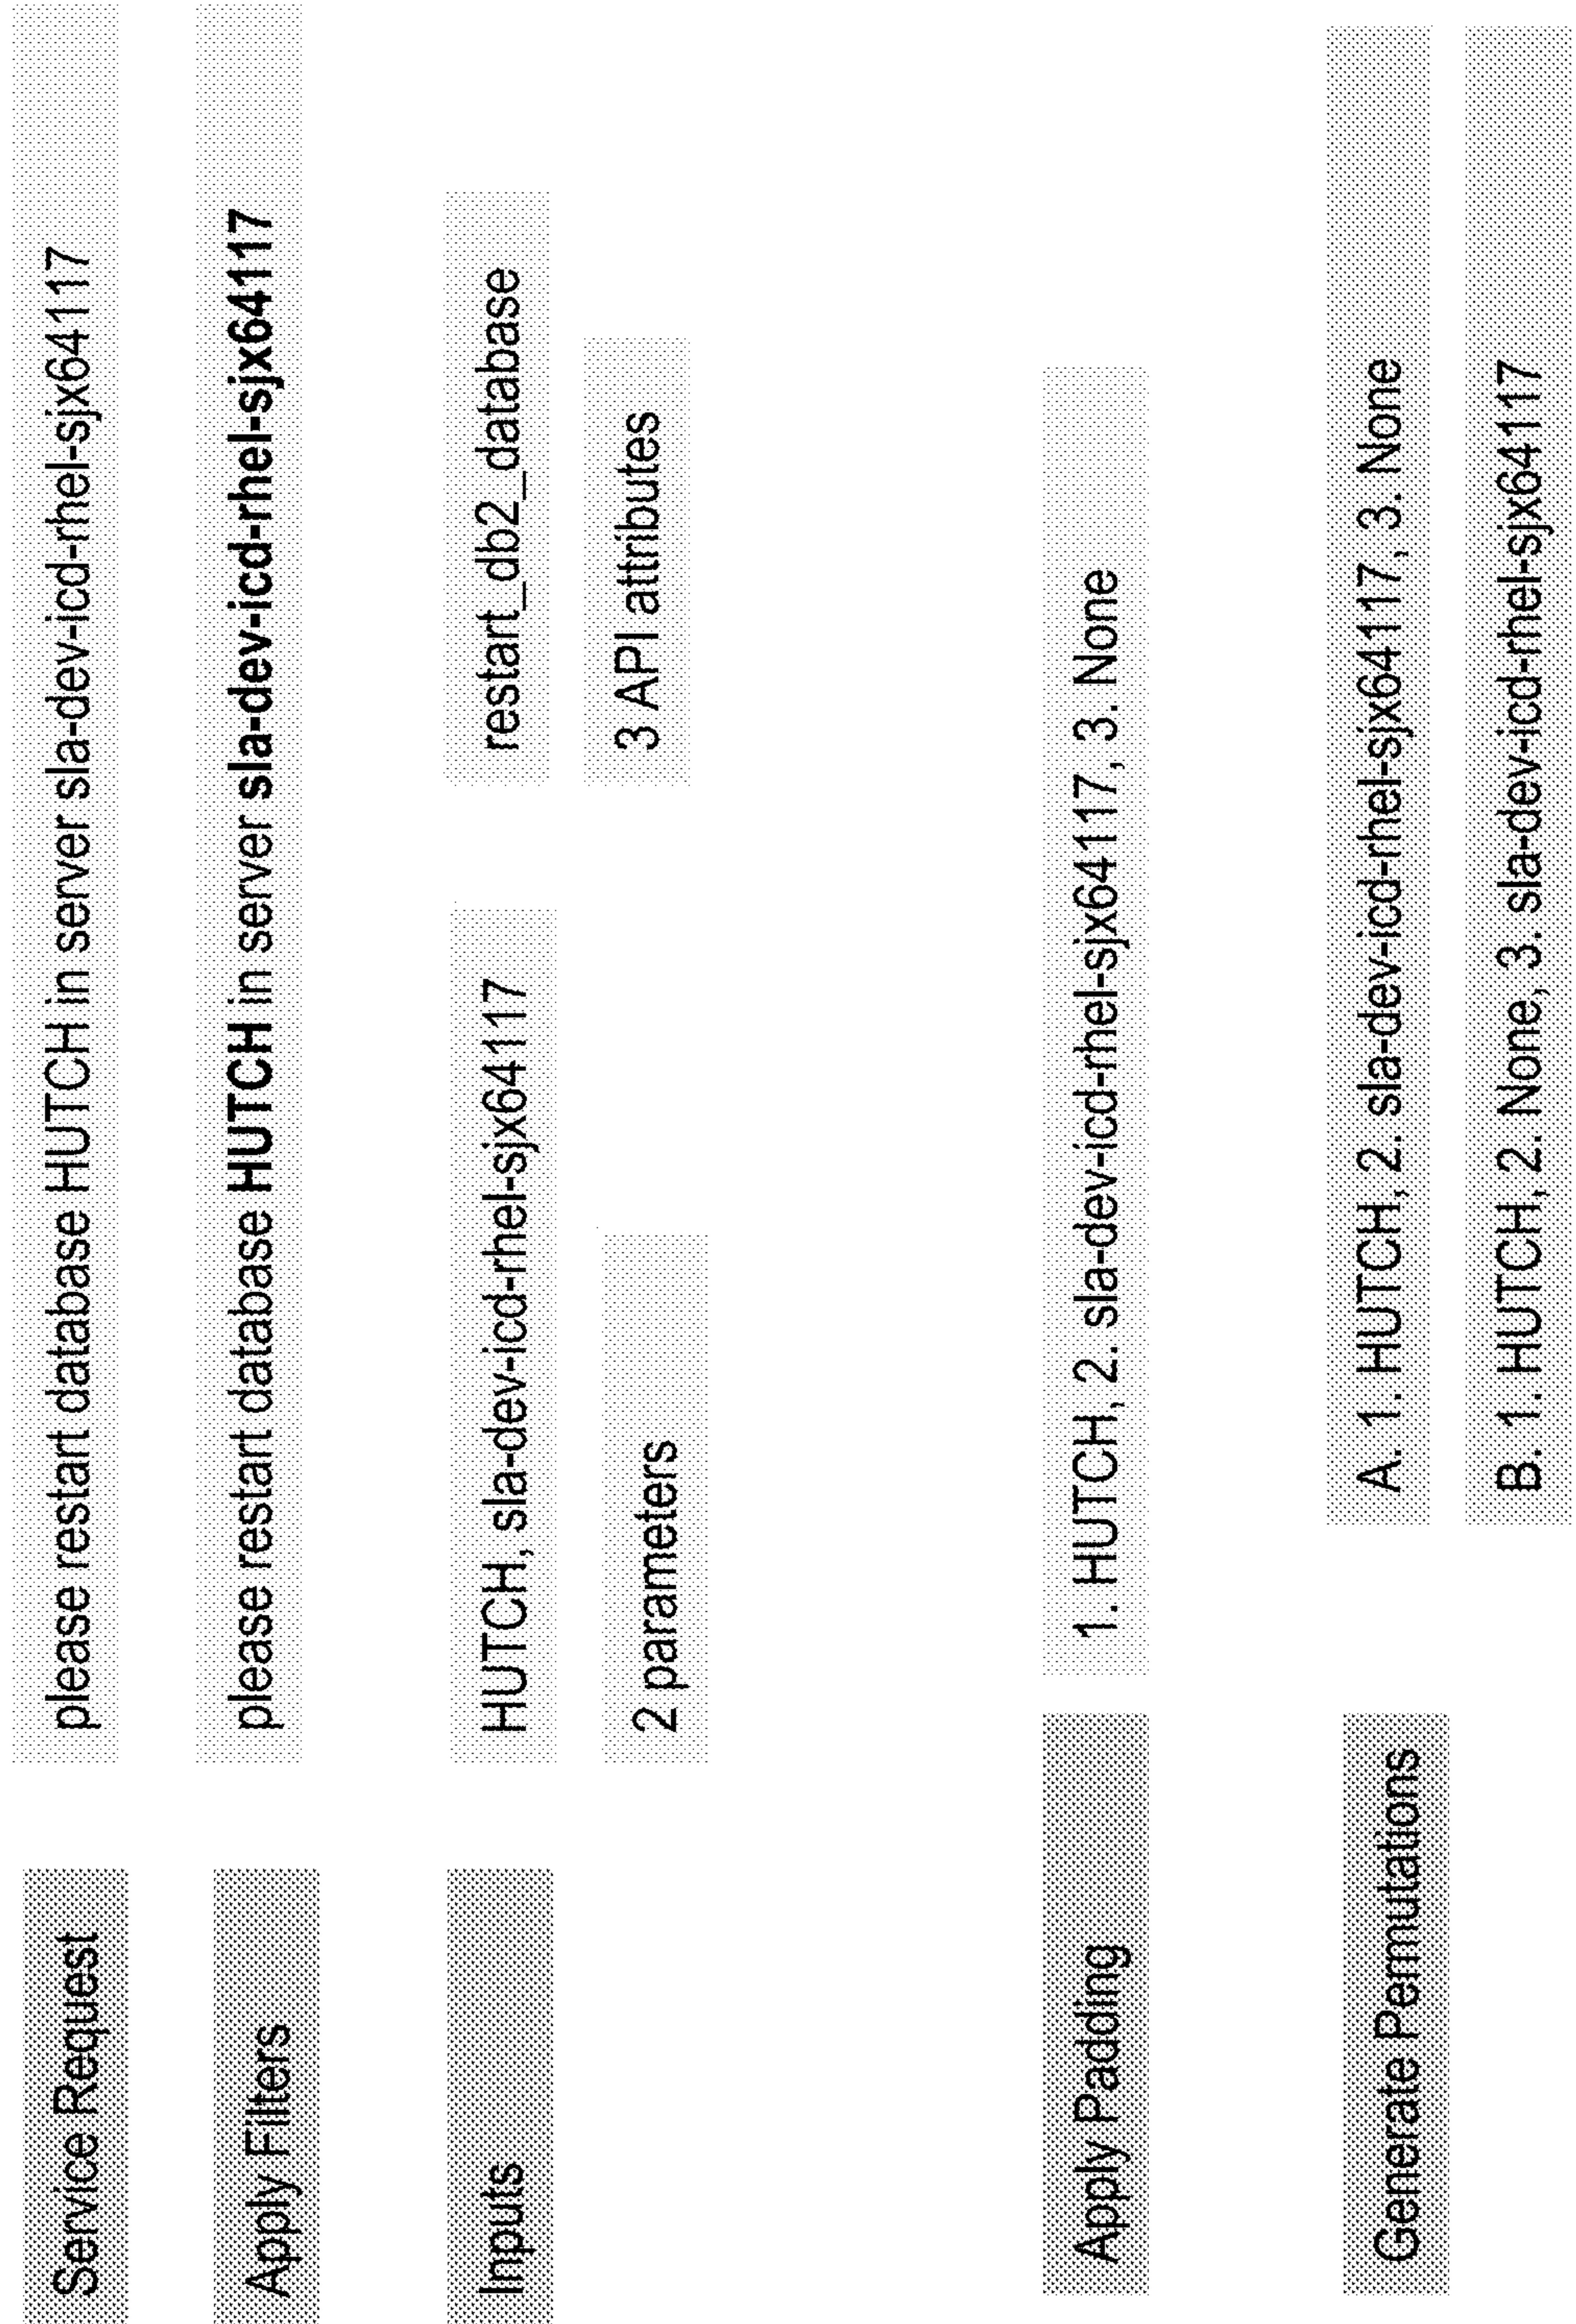 Service Request
please restart database HUTCH in server sla-dev-icd-rhel-sjx64117
Apply Filters
please restart database HUTCH in server sla-dev-icd-rhel-sjx64117
Inputs
HUTCH, sla-dev-icd-rhel-sjx64117
restart_db2_database
2 parameters
3 API attributes
Apply Padding
1. HUTCH, 2. sla-dev-icd-rhel-sjx64117, 3. None
Generate Permutations
A. 1. HUTCH, 2. sla-dev-icd-rhel-sjx64117, 3. None
B. 1. HUTCH, 2. None, 3. sla-dev-icd-rhel-sjx64117